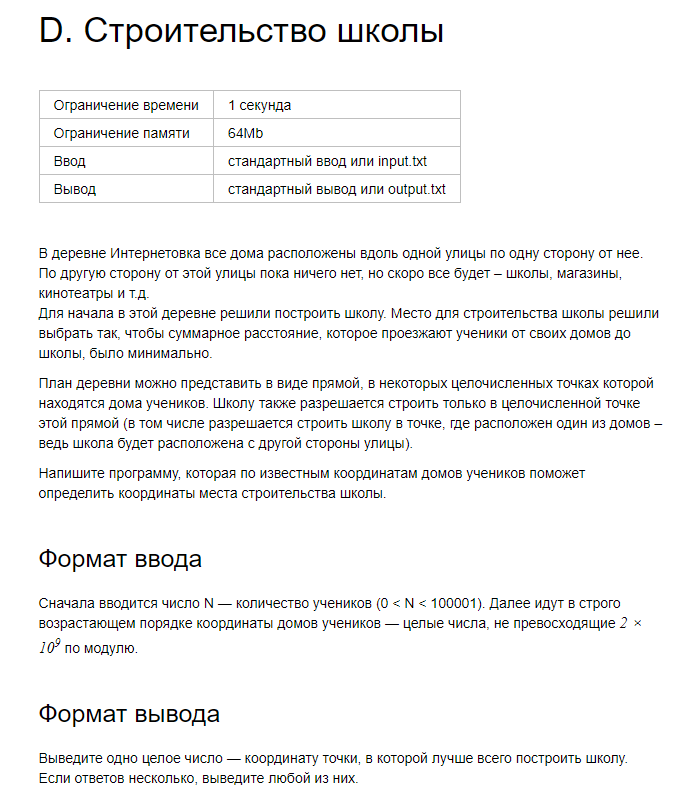 D. Строительство школы
Ограничение времени 1 секунда
Ограничение памяти 64Mb
Ввод стандартный ввод или input.txt
Вывод стандартный вывод или output.txt
В деревне Интернетовка все дома расположены вдоль одной улицы по одну сторону от нее.
По другую сторону от этой улицы пока ничего нет, но скоро все будет – школы, магазины,
кинотеатры и т.д.
Для начала в этой деревне решили построить школу. Место для строительства школы решили
выбрать так, чтобы суммарное расстояние, которое проезжают ученики от своих домов до
школы, было минимально.
План деревни можно представить в виде прямой, в некоторых целочисленных точках которой
находятся дома учеников. Школу также разрешается строить только в целочисленной точке
этой прямой (в том числе разрешается строить школу в точке, где расположен один из домов –
ведь школа будет расположена с другой стороны улицы).
Напишите программу, которая по известным координатам домов учеников поможет
определить координаты места строительства школы.
Формат ввода
Сначала вводится число N — количество учеников (0 < N < 100001). Далее идут в строго
возрастающем порядке координаты домов учеников — целые числа, не превосходящие 2 ×
10⁹ по модулю.
Формат вывода
Выведите одно целое число — координату точки, в которой лучше всего построить школу.
Если ответов несколько, выведите любой из них.